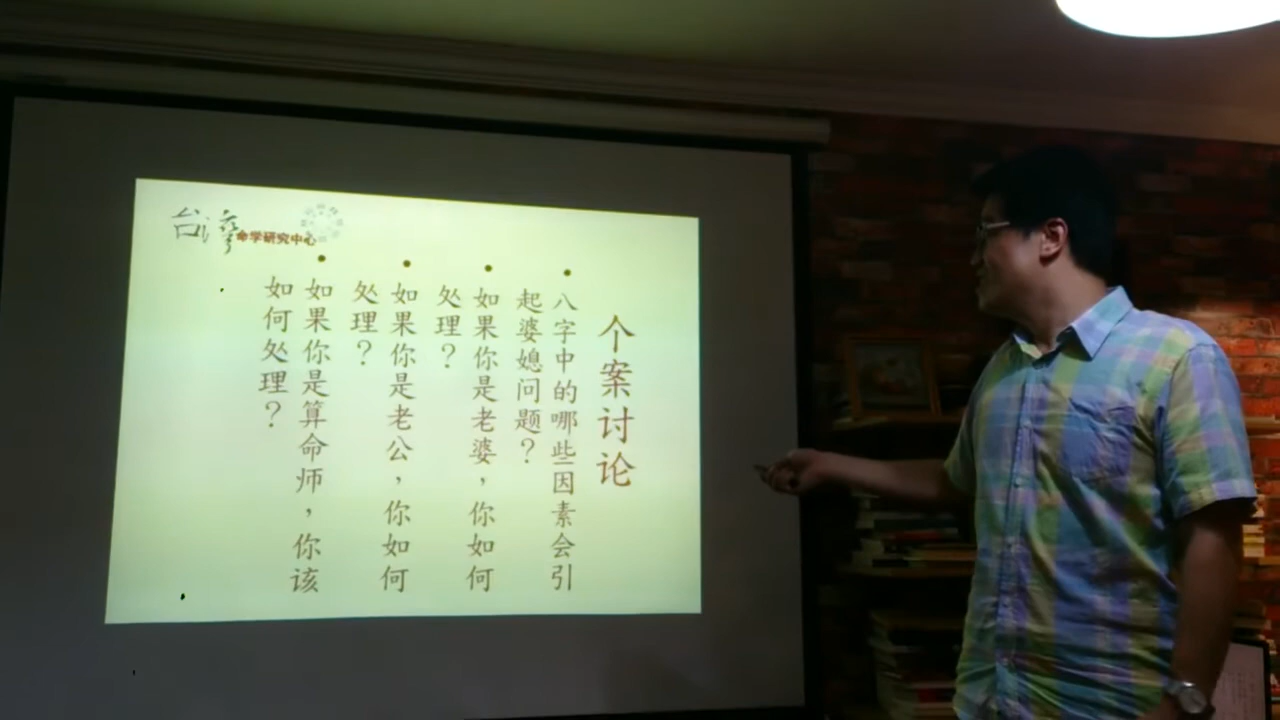 台湾命学研究中心
个案讨论
• 八字中的哪些因素会引
起婆媳问题？
• 如果你是老婆，你如何
处理？
• 如果你是老公，你如何
处理？
• 如果你是算命师，你该
如何处理？